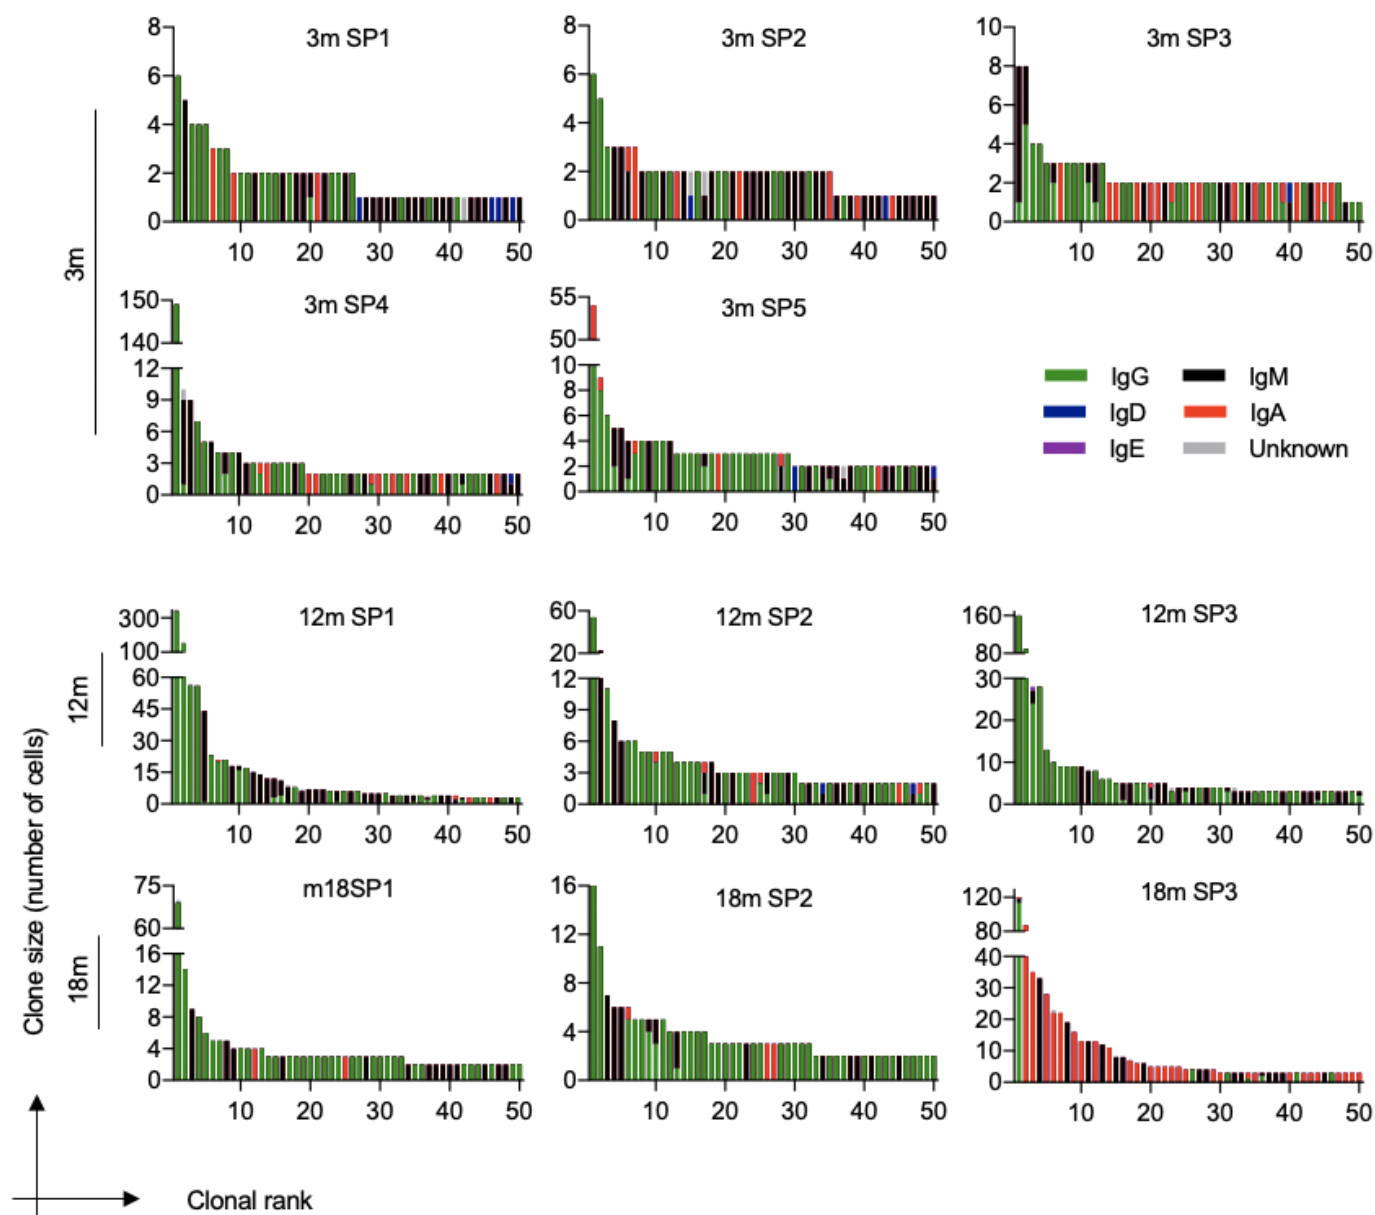 3m SP1
8
6
4
2
0
10 20 30 40 50
3m SP2
8
6
4
2
0
10 20 30 40 50
3m SP3
10
8
6
4
2
0
10 20 30 40 50
3m
3m SP4
150
140
12
9
6
3
0
10 20 30 40 50
3m SP5
55
50
10
8
6
4
2
0
10 20 30 40 50
IgG IgM
IgD IgA
IgE Unknown
12m SP1
300
100
60
45
30
15
0
10 20 30 40 50
12m SP2
60
20
12
9
6
3
0
10 20 30 40 50
12m SP3
160
80
30
20
10
0
10 20 30 40 50
12m
m18SP1
75
60
16
12
8
4
0
10 20 30 40 50
18m SP2
16
12
8
4
0
10 20 30 40 50
18m SP3
120
80
40
30
20
10
0
10 20 30 40 50
18m
Clone size (number of cells)
Clonal rank